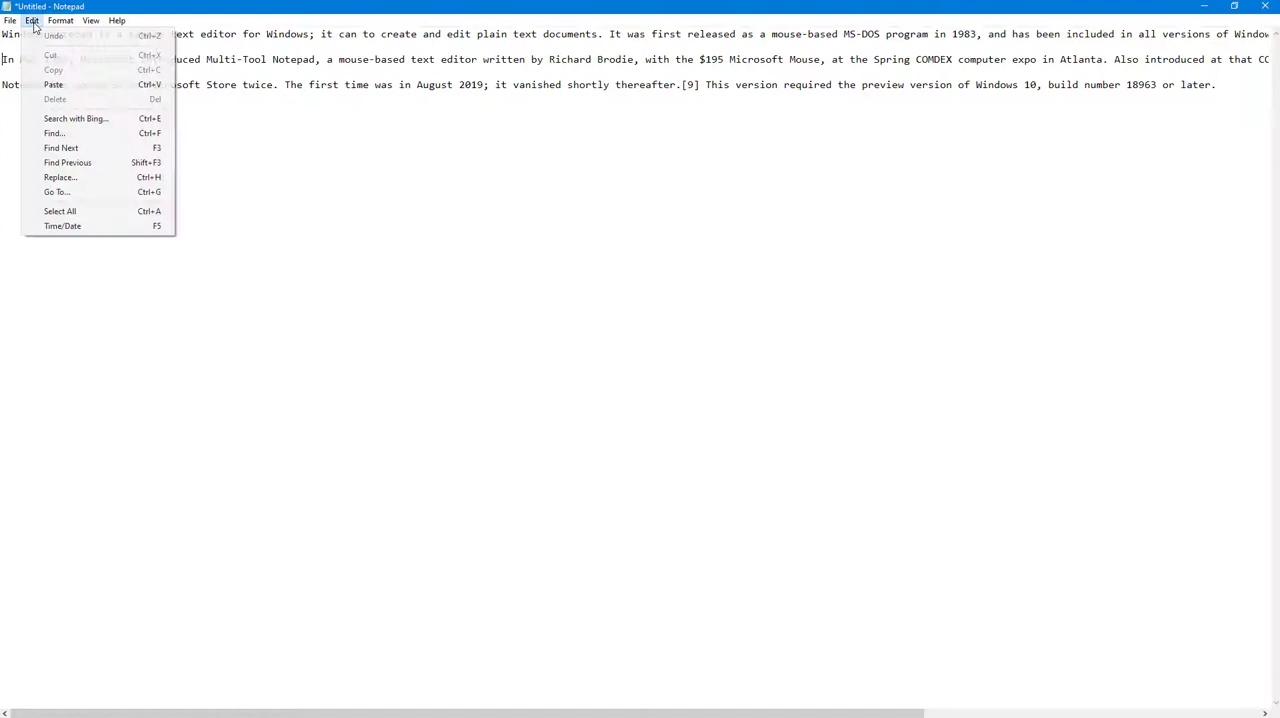 *Untitled - Notepad
File Edit Format View Help
ext editor for Windows; it can to create and edit plain text documents. It was first released as a mouse-based MS-DOS program in 1983, and has been included in all versions of Window
In uced Multi-Tool Notepad, a mouse-based text editor written by Richard Brodie, with the $195 Microsoft Mouse, at the Spring COMDEX computer expo in Atlanta. Also introduced at that CO
soft Store twice. The first time was in August 2019; it vanished shortly thereafter.[9] This version required the preview version of Windows 10, build number 18963 or later.
Undo Ctrl+Z
Cut Ctrl+X
Copy Ctrl+C
Paste Ctrl+V
Delete Del
Search with Bing... Ctrl+E
Find... Ctrl+F
Find Next F3
Find Previous Shift+F3
Replace... Ctrl+H
Go To... Ctrl+G
Select All Ctrl+A
Time/Date F5